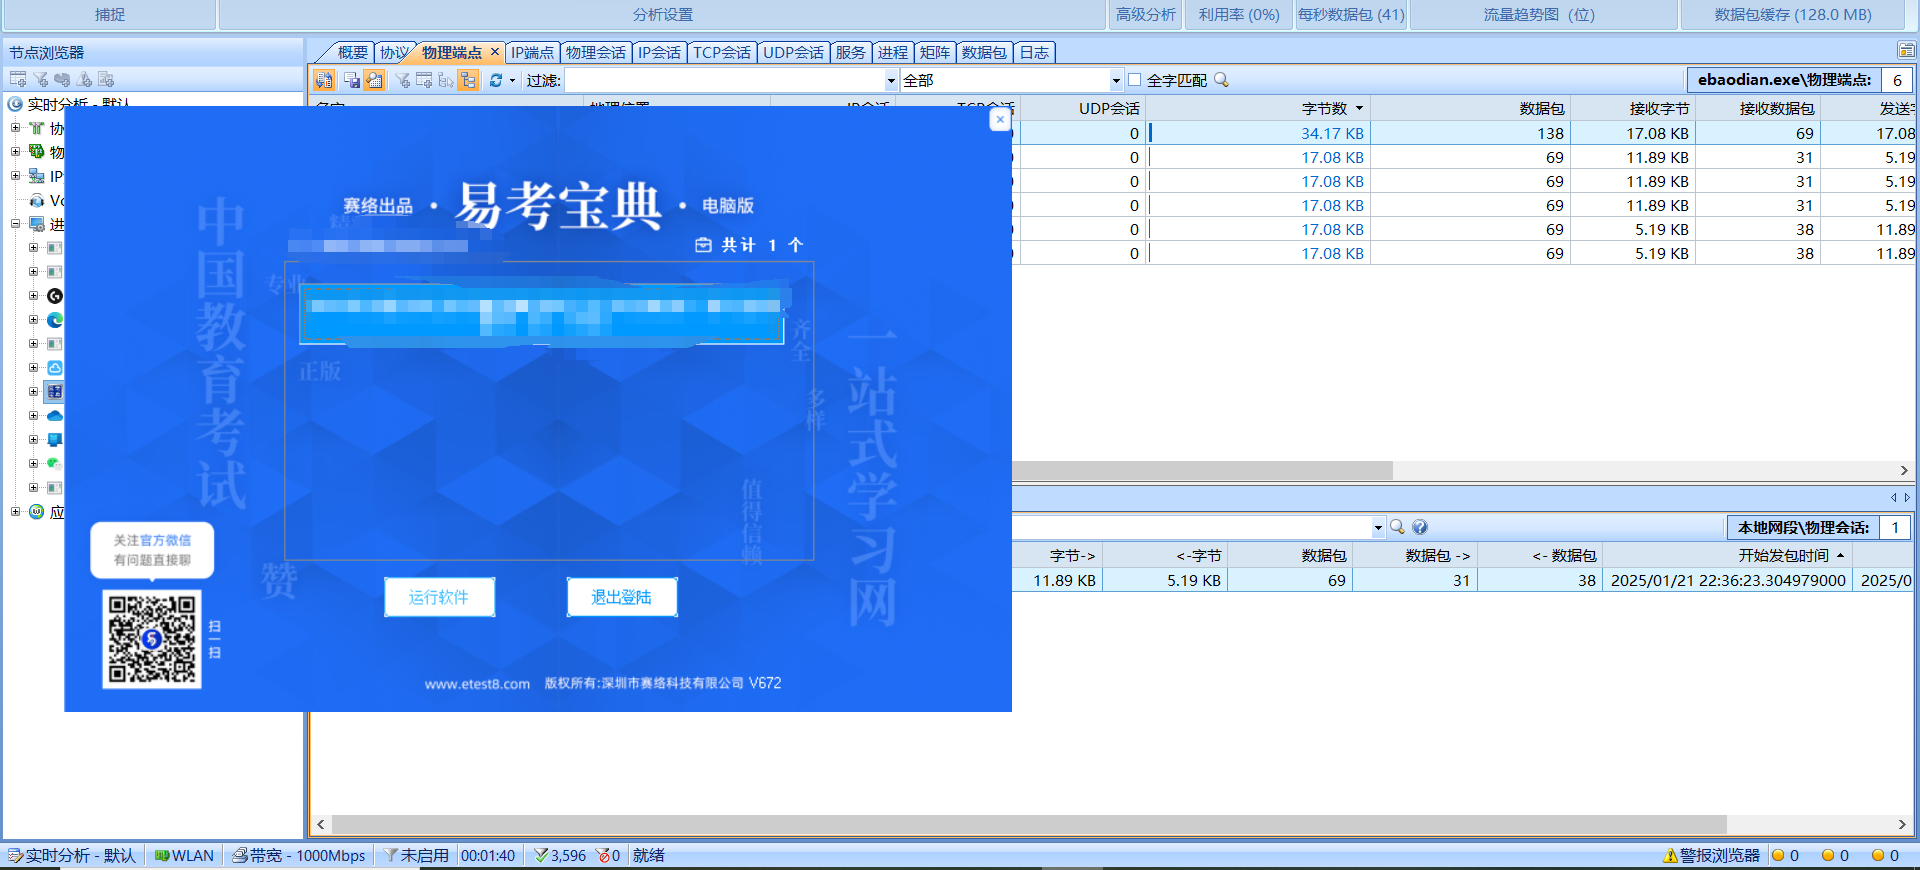 捕捉 分析设置 高级分析 利用率 (0%) 每秒数据包 (41) 流量趋势图（位） 数据包缓存 (128.0 MB)
节点浏览器
概要 协议 物理端点 IP端点 物理会话 IP会话 TCP会话 UDP会话 服务 进程 矩阵 数据包 日志
过滤: 全部 全字匹配 ebaodian.exe\物理端点: 6
实时分析 - 默认
UDP会话 字节数 数据包 接收字节 接收数据包 发送字
0 34.17 KB 138 17.08 KB 69 17.08
0 17.08 KB 69 11.89 KB 31 5.19
0 17.08 KB 69 11.89 KB 31 5.19
0 17.08 KB 69 11.89 KB 31 5.19
0 17.08 KB 69 5.19 KB 38 11.89
0 17.08 KB 69 5.19 KB 38 11.89
协
物
IP
Vo
进
应
赛络出品 · 易考宝典 · 电脑版
共计 1 个
中国教育考试
专业
正版
齐全
多样
值得信赖
赞
一站式学习网
关注官方微信
有问题直接聊
扫一扫
运行软件 退出登陆
www.etest8.com 版权所有:深圳市赛络科技有限公司 V672
本地网段\物理会话: 1
字节-> <-字节 数据包 数据包 -> <- 数据包 开始发包时间
11.89 KB 5.19 KB 69 31 38 2025/01/21 22:36:23.304979000 2025/0
实时分析 - 默认 WLAN 带宽 - 1000Mbps 未启用 00:01:40 3,596 0 就绪 警报浏览器 0 0 0